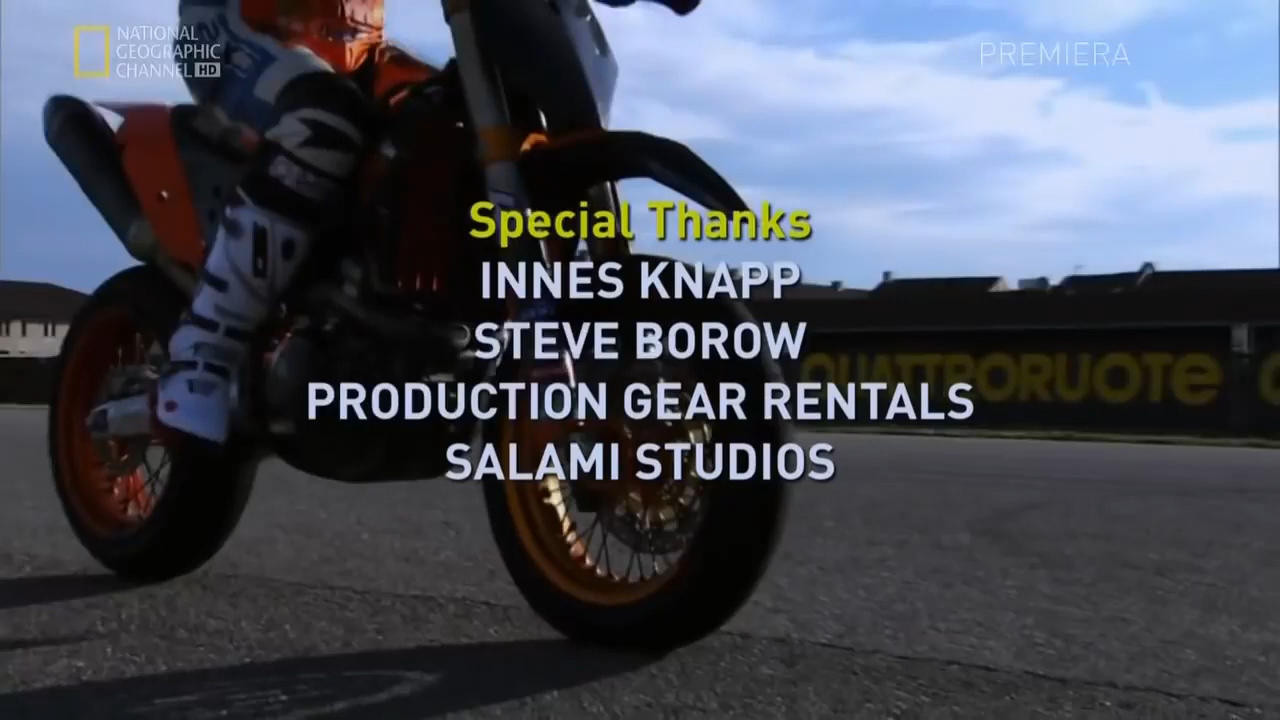 NATIONAL
GEOGRAPHIC
CHANNEL HD
PREMIERA
Special Thanks
INNES KNAPP
STEVE BOROW
PRODUCTION GEAR RENTALS
SALAMI STUDIOS
QUATTRORUOTE